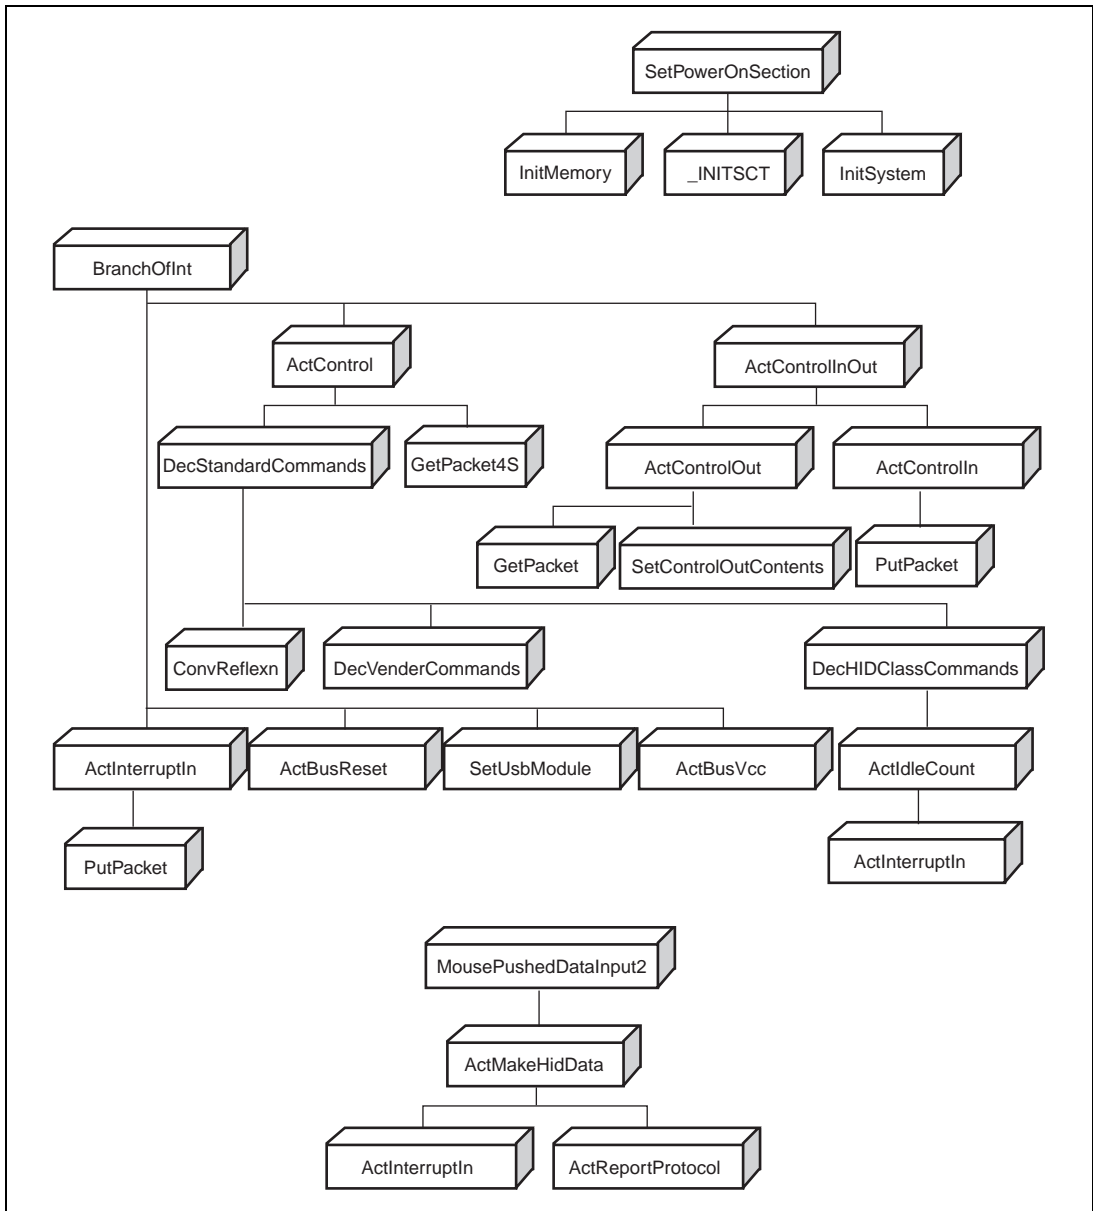 SetPowerOnSection
InitMemory
_INITSCT
InitSystem
BranchOfInt
ActControl
ActControlInOut
DecStandardCommands
GetPacket4S
ActControlOut
ActControlIn
GetPacket
SetControlOutContents
PutPacket
ConvReflexn
DecVenderCommands
DecHIDClassCommands
ActInterruptIn
ActBusReset
SetUsbModule
ActBusVcc
ActIdleCount
PutPacket
ActInterruptIn
MousePushedDataInput2
ActMakeHidData
ActInterruptIn
ActReportProtocol